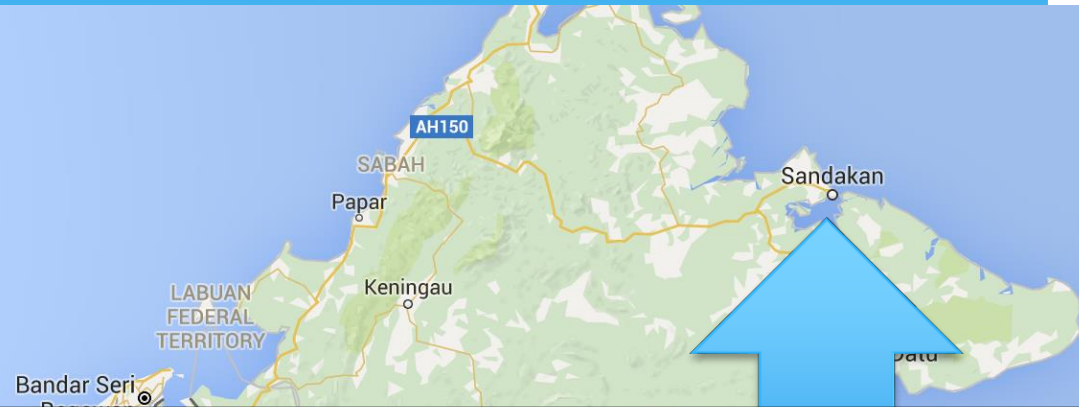 AH150
SABAH
Sandakan
Papar
Keningau
LABUAN
FEDERAL
TERRITORY
Bandar Seri